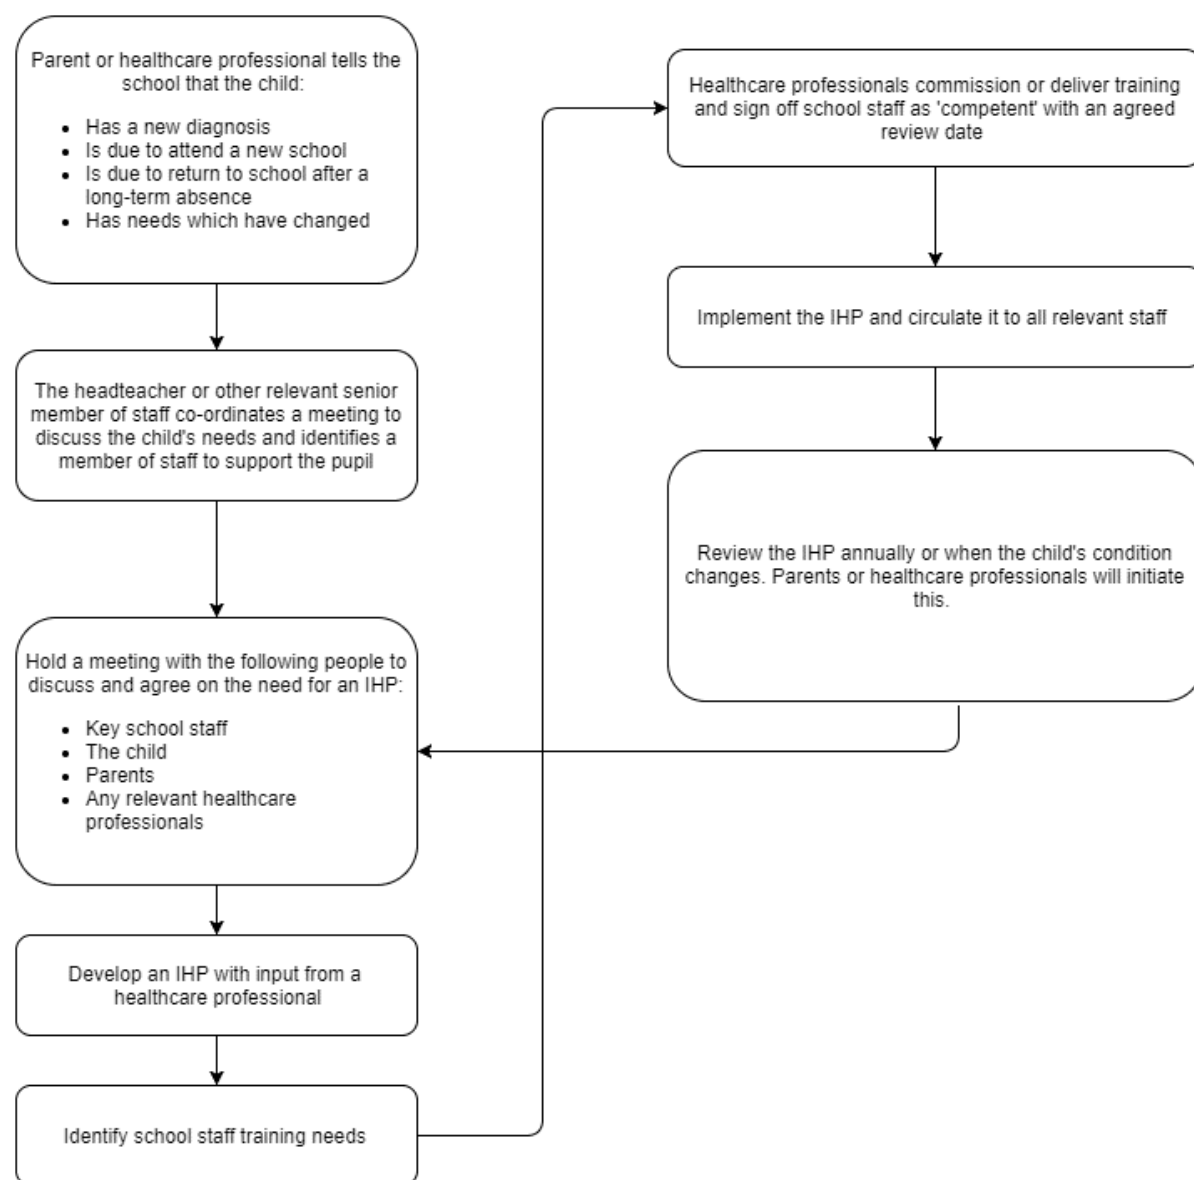 Parent or healthcare professional tells the
school that the child:
• Has a new diagnosis
• Is due to attend a new school
• Is due to return to school after a
long-term absence
• Has needs which have changed
The headteacher or other relevant senior
member of staff co-ordinates a meeting to
discuss the child's needs and identifies a
member of staff to support the pupil
Hold a meeting with the following people to
discuss and agree on the need for an IHP:
• Key school staff
• The child
• Parents
• Any relevant healthcare
professionals
Develop an IHP with input from a
healthcare professional
Identify school staff training needs
Healthcare professionals commission or deliver training
and sign off school staff as 'competent' with an agreed
review date
Implement the IHP and circulate it to all relevant staff
Review the IHP annually or when the child's condition
changes. Parents or healthcare professionals will initiate
this.